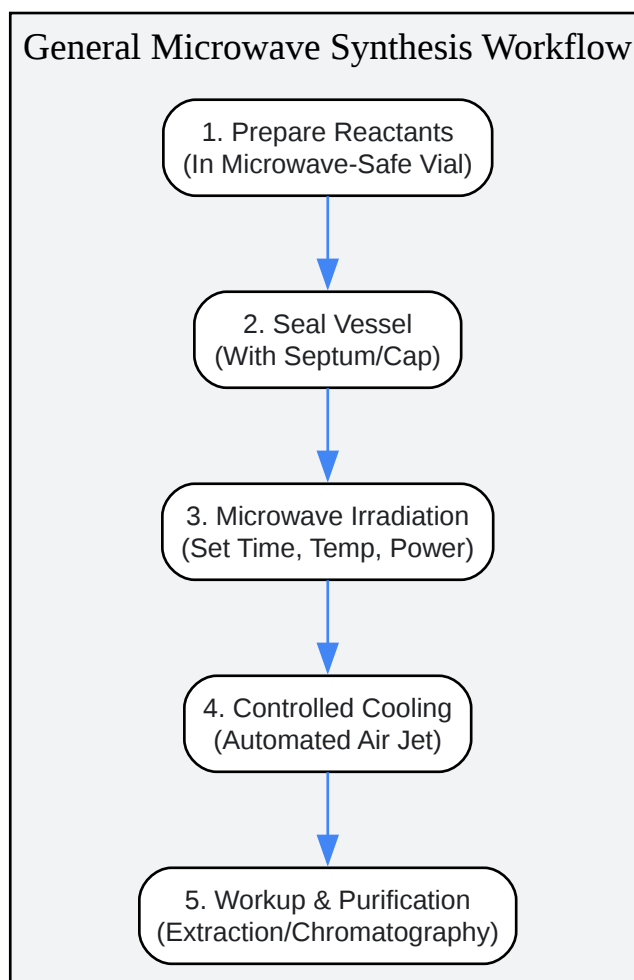 General Microwave Synthesis Workflow
1. Prepare Reactants
(In Microwave-Safe Vial)
2. Seal Vessel
(With Septum/Cap)
3. Microwave Irradiation
(Set Time, Temp, Power)
4. Controlled Cooling
(Automated Air Jet)
5. Workup & Purification
(Extraction/Chromatography)